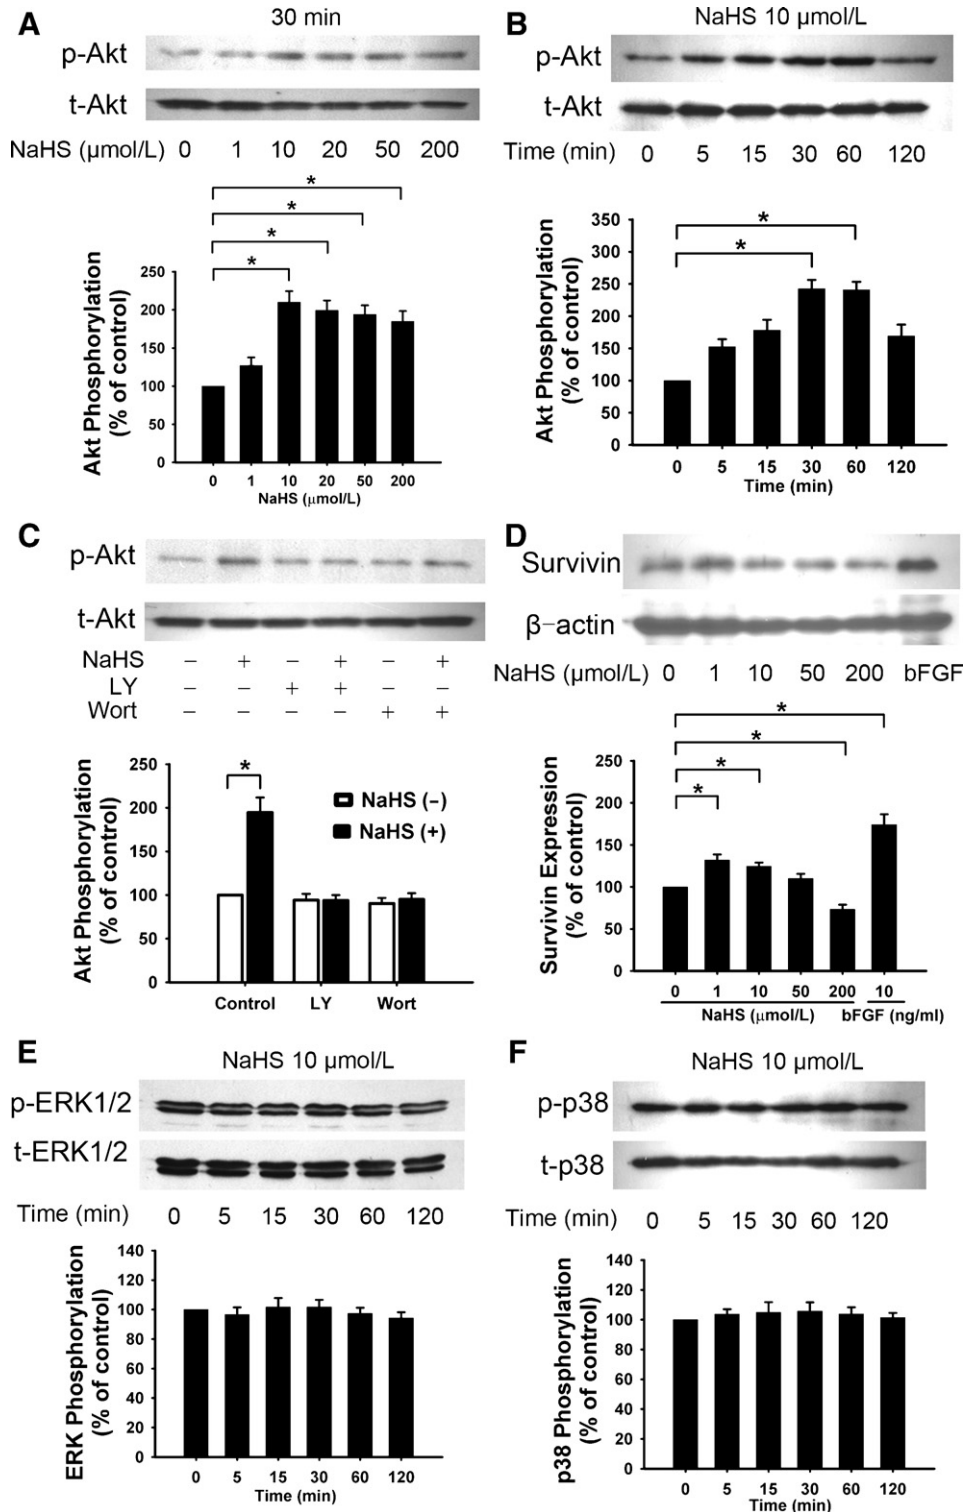 A
30 min
p-Akt
t-Akt
NaHS (μmol/L) 0 1 10 20 50 200
*
*
*
*
Akt Phosphorylation
(% of control)
250
200
150
100
50
0
0 1 10 20 50 200
NaHS (μmol/L)
B
NaHS 10 μmol/L
p-Akt
t-Akt
Time (min) 0 5 15 30 60 120
*
*
Akt Phosphorylation
(% of control)
350
300
250
200
150
100
50
0
0 5 15 30 60 120
Time (min)
C
p-Akt
t-Akt
NaHS − + − + − +
LY − − + + − −
Wort − − − − + +
*
NaHS (−)
NaHS (+)
Akt Phosphorylation
(% of control)
250
200
150
100
50
0
Control LY Wort
D
Survivin
β−actin
NaHS (μmol/L) 0 1 10 50 200 bFGF
*
*
*
*
Survivin Expression
(% of control)
250
200
150
100
50
0
0 1 10 50 200 10
NaHS (μmol/L) bFGF (ng/ml)
E
NaHS 10 μmol/L
p-ERK1/2
t-ERK1/2
Time (min) 0 5 15 30 60 120
ERK Phosphorylation
(% of control)
140
120
100
80
60
40
20
0
0 5 15 30 60 120
Time (min)
F
NaHS 10 μmol/L
p-p38
t-p38
Time (min) 0 5 15 30 60 120
p38 Phosphorylation
(% of control)
140
120
100
80
60
40
20
0
0 5 15 30 60 120
Time (min)